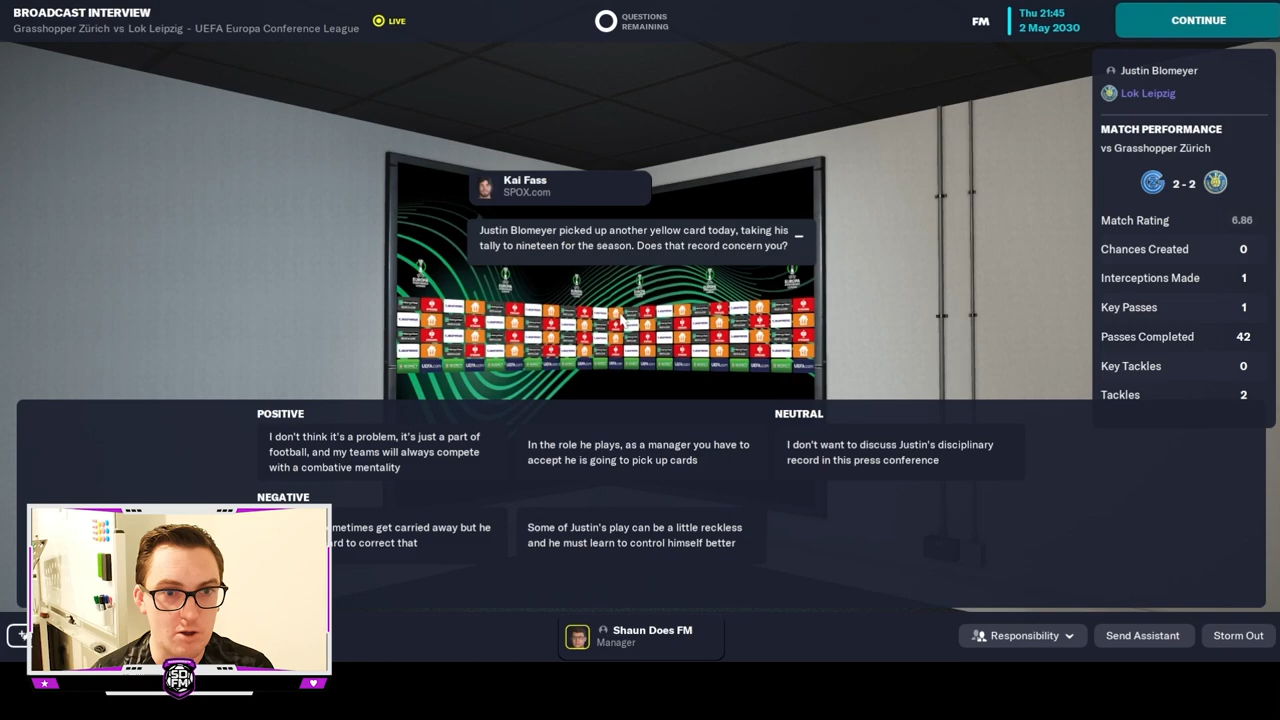 BROADCAST INTERVIEW
Grasshopper Zürich vs Lok Leipzig - UEFA Europa Conference League
LIVE
QUESTIONS
REMAINING
FM
Thu 21:45
2 May 2030
CONTINUE
Justin Blomeyer
Lok Leipzig
MATCH PERFORMANCE
vs Grasshopper Zürich
2 - 2
Match Rating 6.86
Chances Created 0
Interceptions Made 1
Key Passes 1
Passes Completed 42
Key Tackles 0
Tackles 2
Kai Fass
SPOX.com
Justin Blomeyer picked up another yellow card today, taking his
tally to nineteen for the season. Does that record concern you?
POSITIVE
I don't think it's a problem, it's just a part of
football, and my teams will always compete
with a combative mentality
In the role he plays, as a manager you have to
accept he is going to pick up cards
NEUTRAL
I don't want to discuss Justin's disciplinary
record in this press conference
NEGATIVE
get carried away but he
to correct that
Some of Justin's play can be a little reckless
and he must learn to control himself better
Shaun Does FM
Manager
Responsibility
Send Assistant
Storm Out
SD
FM